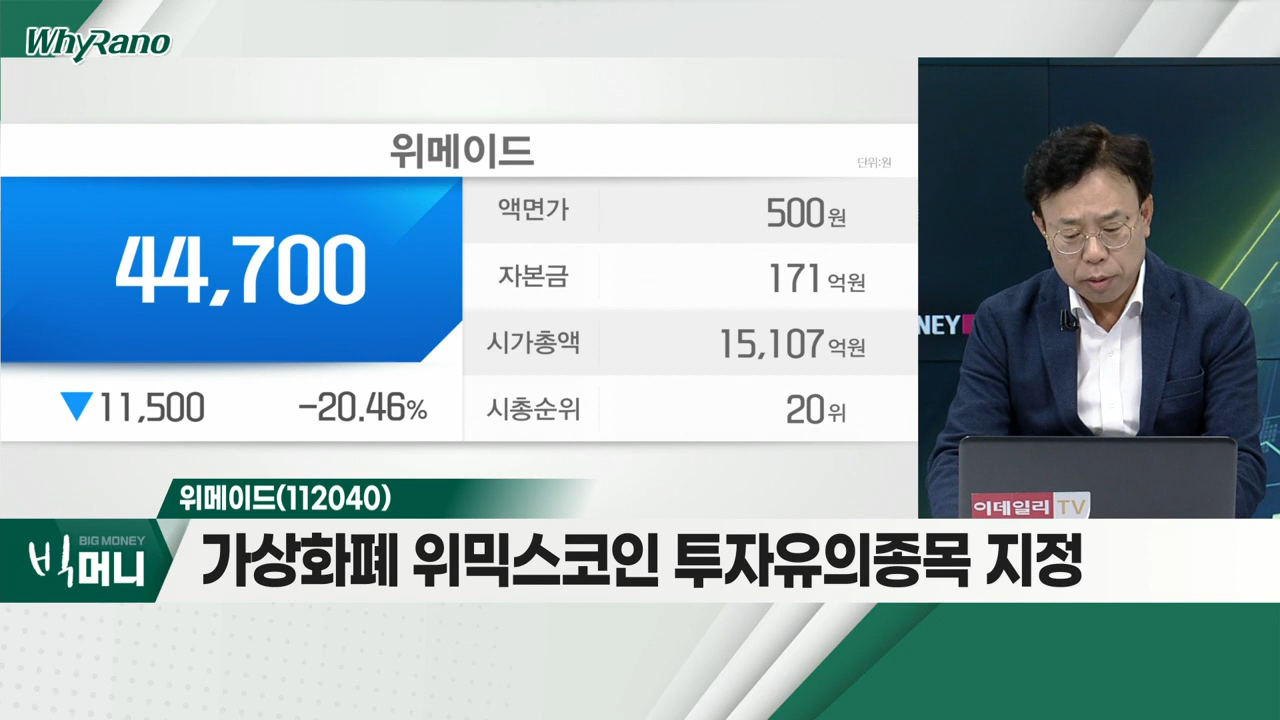 WhyRano
위메이드
단위:원
44,700
▼11,500 -20.46%
액면가 500원
자본금 171억원
시가총액 15,107억원
시총순위 20위
NEY
이데일리 TV
위메이드(112040)
BIG MONEY
빅머니
가상화폐 위믹스코인 투자유의종목 지정